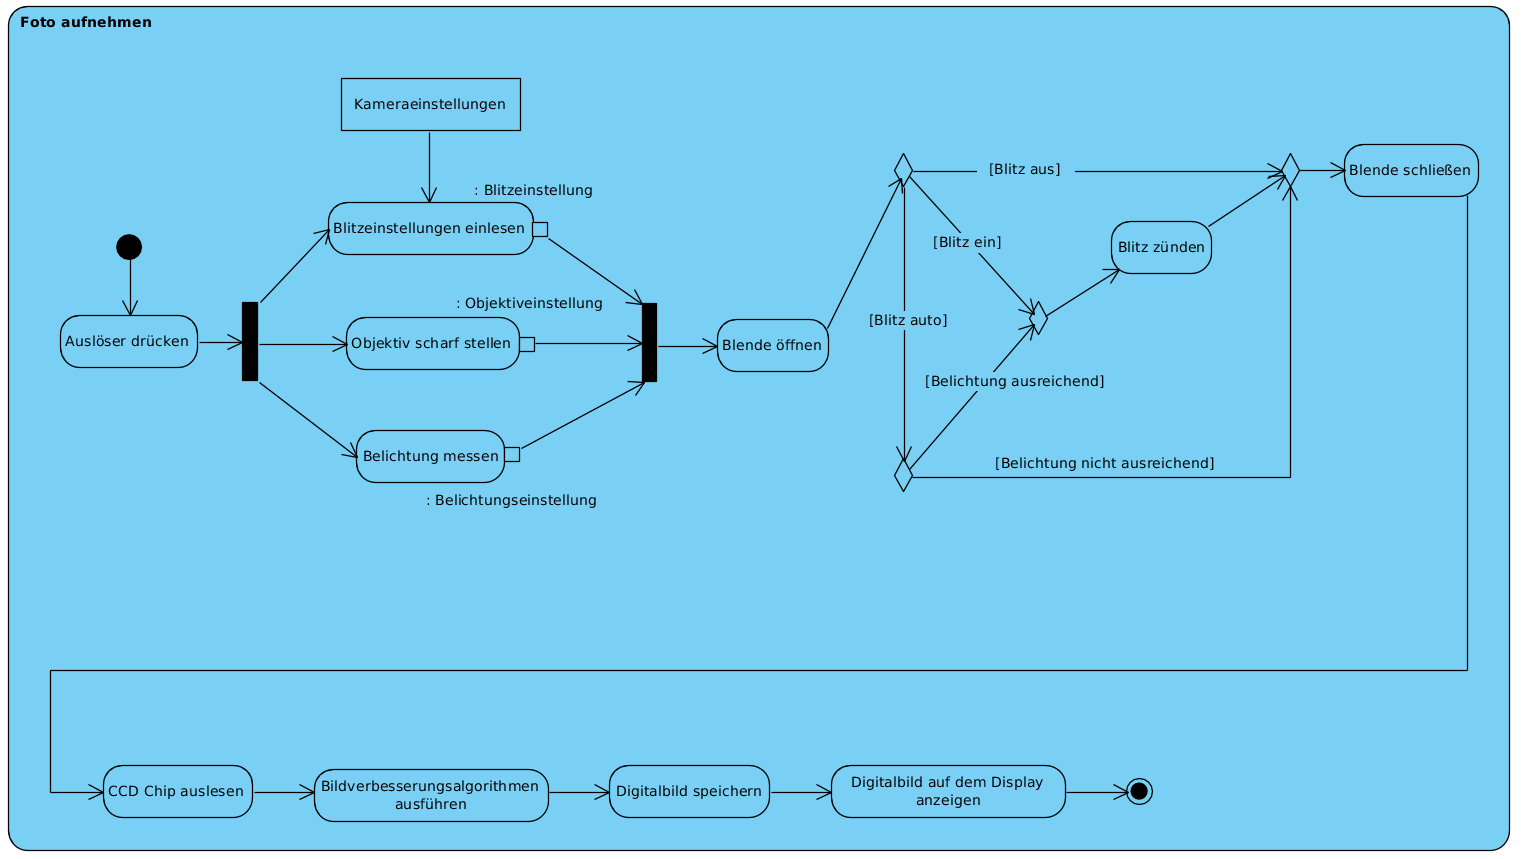 Foto aufnehmen
Kameraeinstellungen
: Blitzeinstellung
Blitzeinstellungen einlesen
: Objektiveinstellung
Auslöser drücken
Objektiv scharf stellen
Belichtung messen
: Belichtungseinstellung
Blende öffnen
[Blitz aus]
Blende schließen
[Blitz ein]
Blitz zünden
[Blitz auto]
[Belichtung ausreichend]
[Belichtung nicht ausreichend]
CCD Chip auslesen
Bildverbesserungsalgorithmen
ausführen
Digitalbild speichern
Digitalbild auf dem Display
anzeigen